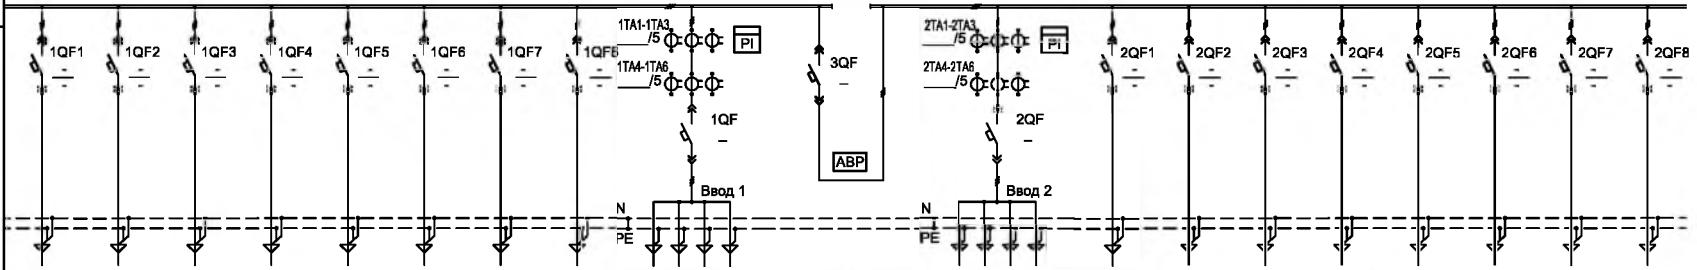 1QF1
1QF2
1QF3
1QF4
1QF5
1QF6
1QF7
1QF8
1TA1-1TA3
/5
PI
1TA4-1TA6
/5
1QF
Ввод 1
3QF
АВР
2TA1-2TA3
/5
PI
2TA4-2TA6
/5
2QF
Ввод 2
2QF1
2QF2
2QF3
2QF4
2QF5
2QF6
2QF7
2QF8
N
PE
N
PE